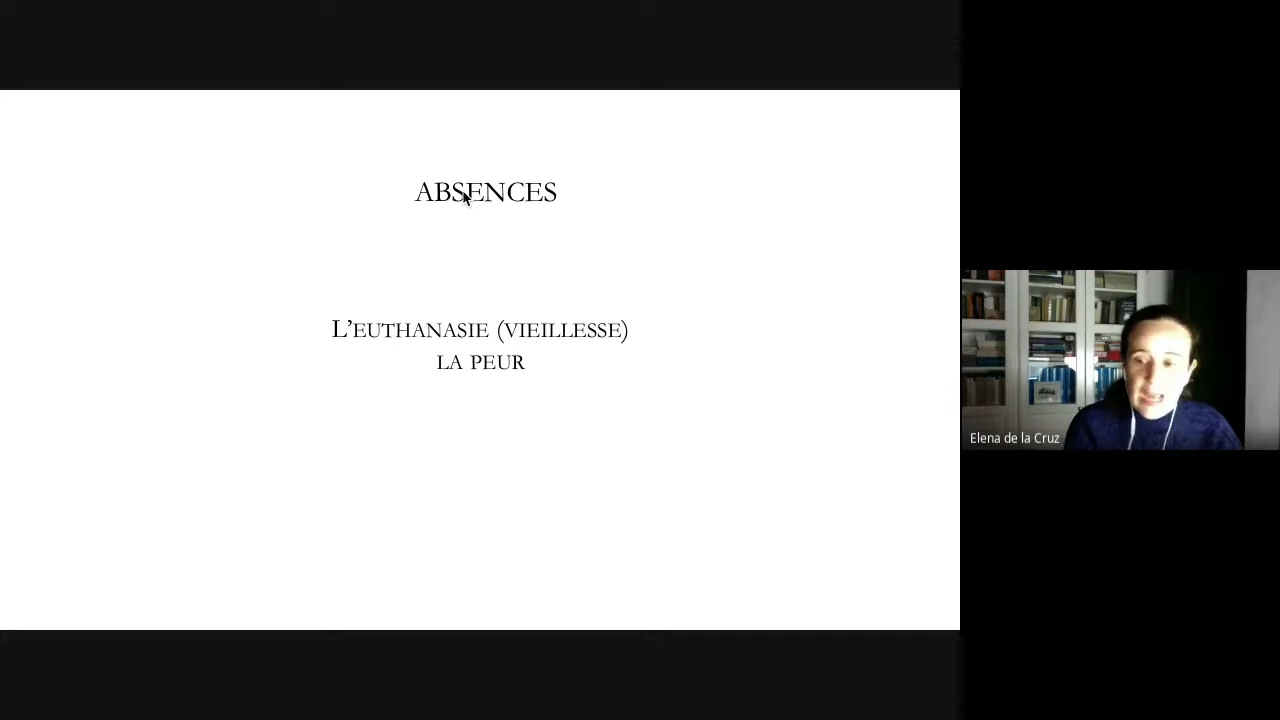 ABSENCES
L’EUTHANASIE (VIEILLESSE)
LA PEUR
Elena de la Cruz